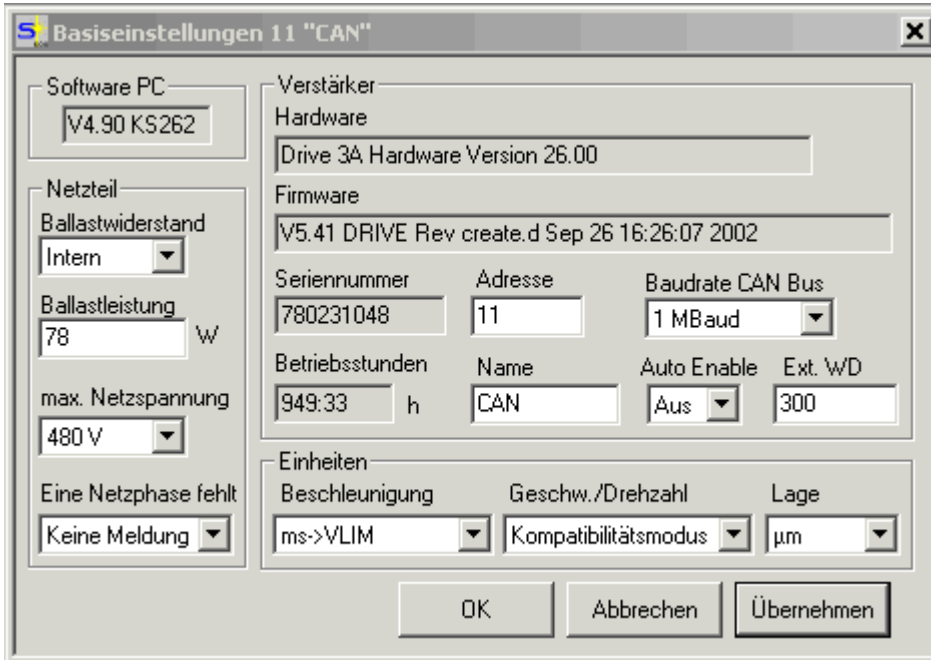 Basiseinstellungen 11 "CAN"
Software PC
V4.90 KS262
Netzteil
Ballastwiderstand
Intern
Ballastleistung
78 W
max. Netzspannung
480 V
Eine Netzphase fehlt
Keine Meldung
Verstärker
Hardware
Drive 3A Hardware Version 26.00
Firmware
V5.41 DRIVE Rev create.d Sep 26 16:26:07 2002
Seriennummer Adresse Baudrate CAN Bus
780231048 11 1 MBaud
Betriebsstunden Name Auto Enable Ext. WD
949:33 h CAN Aus 300
Einheiten
Beschleunigung Geschw./Drehzahl Lage
ms->VLIM Kompatibilitätsmodus µm
OK Abbrechen Übernehmen